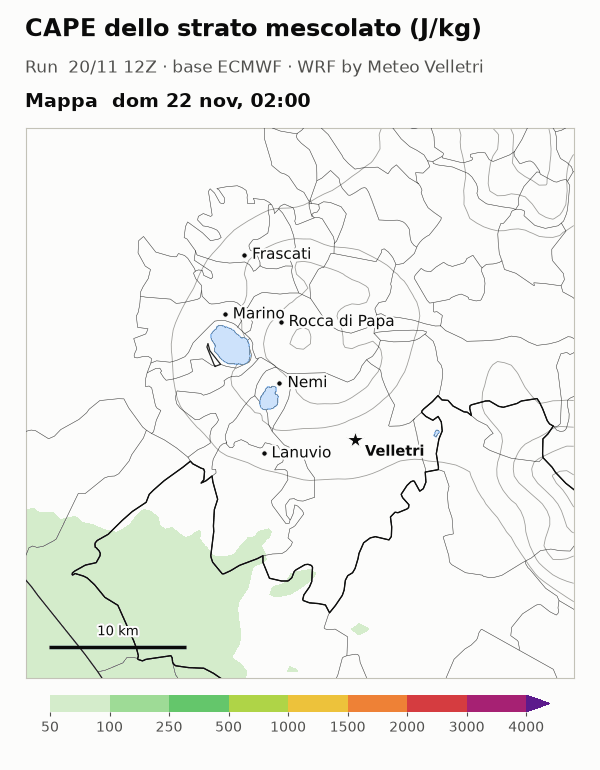 CAPE dello strato mescolato (J/kg)
Run  20/11 12Z · base ECMWF · WRF by Meteo Velletri
Mappa  dom 22 nov, 02:00
Frascati
Marino
Rocca di Papa
Nemi
Velletri
Lanuvio
10 km
50 100 250 500 1000 1500 2000 3000 4000